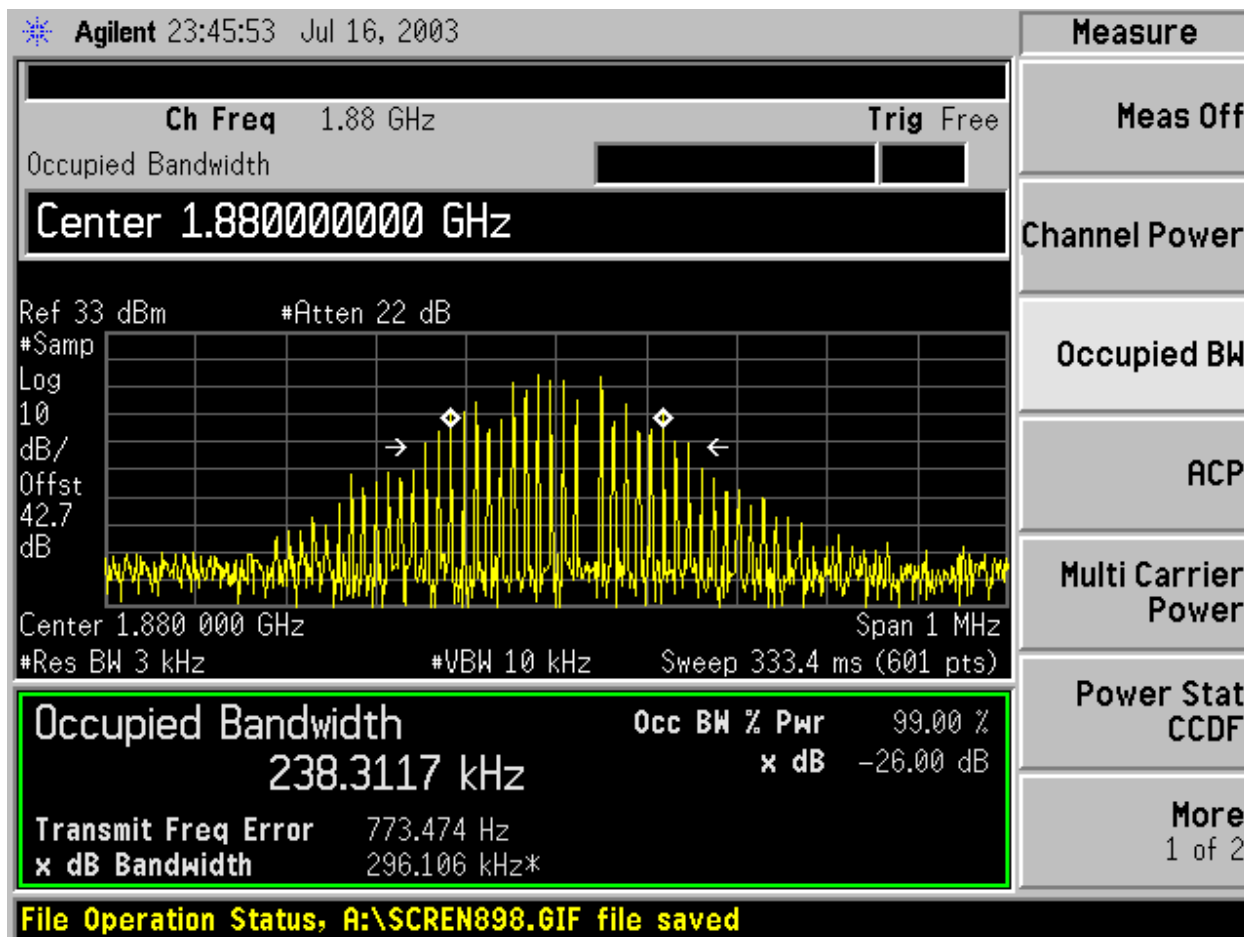 Agilent 23:45:53 Jul 16, 2003
Measure
Ch Freq 1.88 GHz Trig Free
Occupied Bandwidth
Center 1.880000000 GHz
Ref 33 dBm #Atten 22 dB
#Samp
Log
10
dB/
Offst
42.7
dB
Center 1.880 000 GHz Span 1 MHz
#Res BW 3 kHz #VBW 10 kHz Sweep 333.4 ms (601 pts)
Occupied Bandwidth
238.3117 kHz
Occ BW % Pwr 99.00 %
x dB -26.00 dB
Transmit Freq Error 773.474 Hz
x dB Bandwidth 296.106 kHz*
File Operation Status, A:\SCREN898.GIF file saved
Meas Off
Channel Power
Occupied BW
ACP
Multi Carrier
Power
Power Stat
CCDF
More
1 of 2